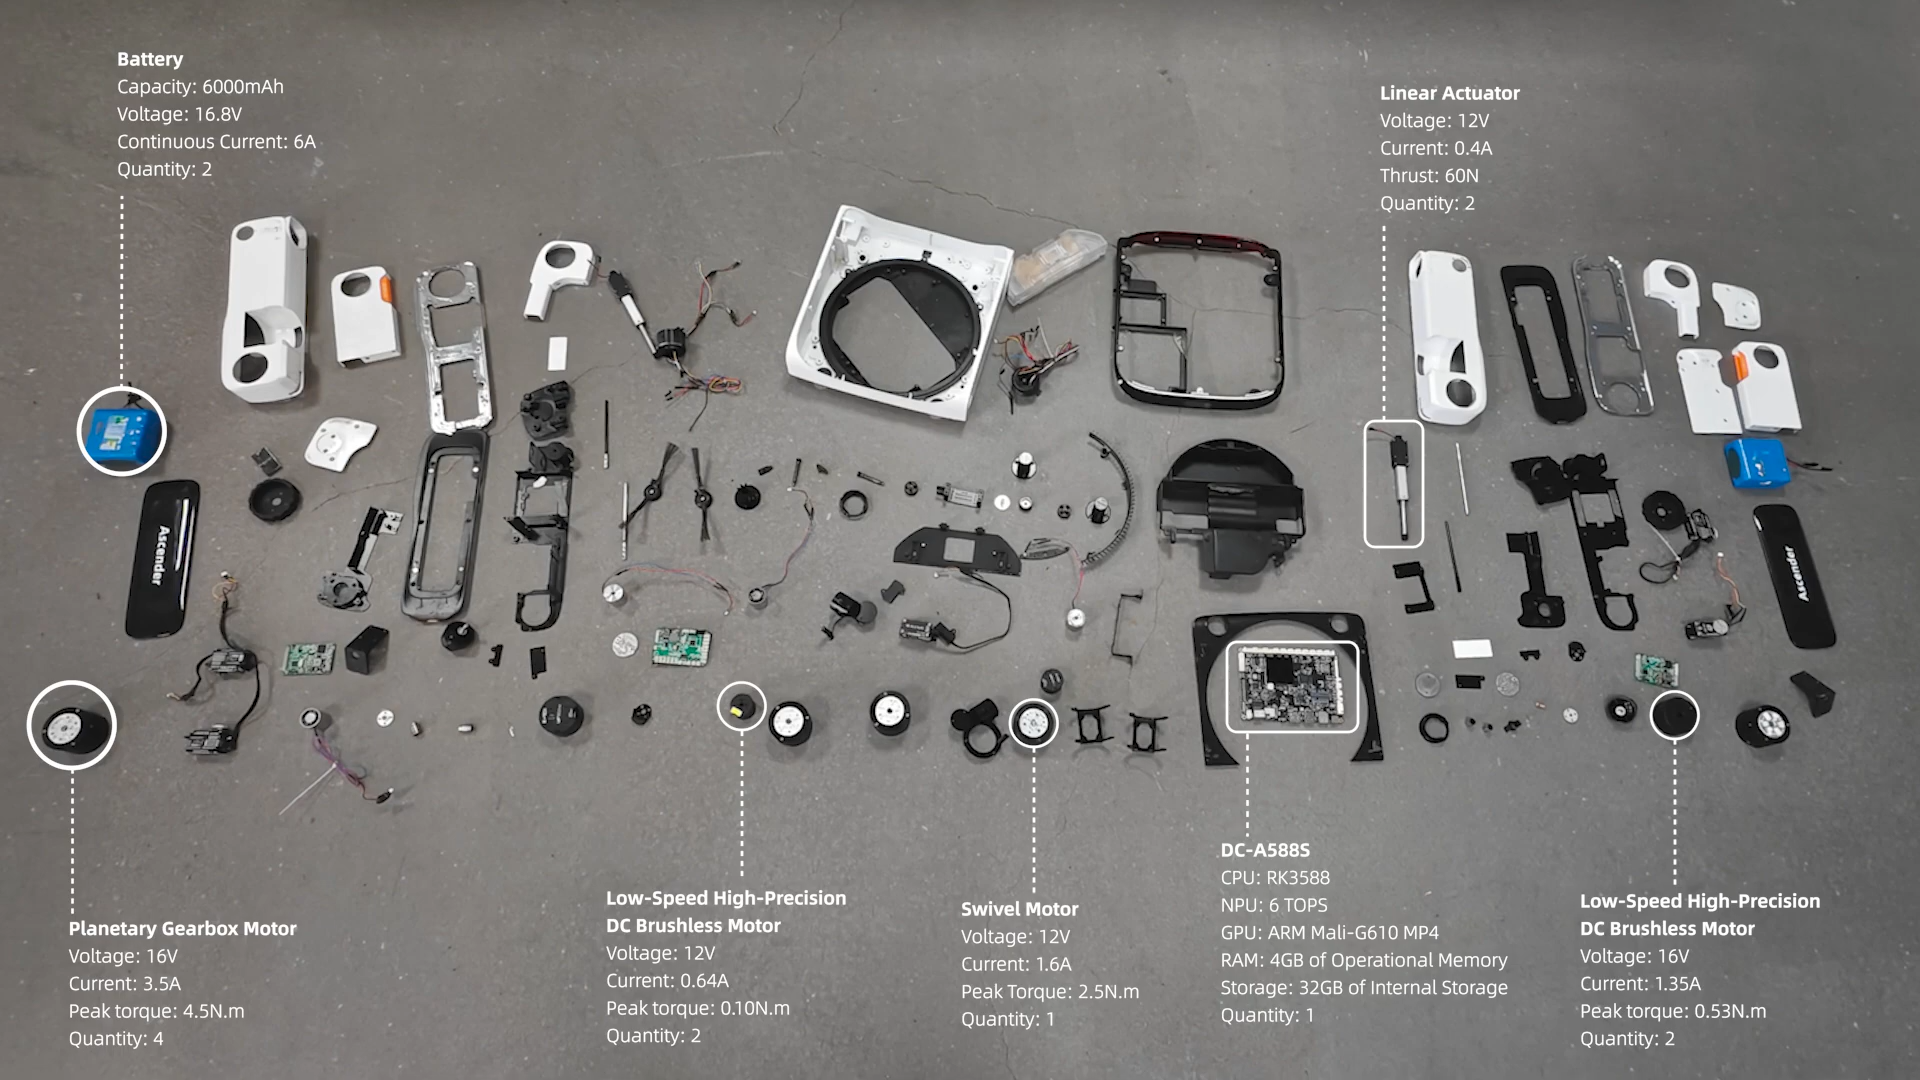 Battery
Capacity: 6000mAh
Voltage: 16.8V
Continuous Current: 6A
Quantity: 2
Linear Actuator
Voltage: 12V
Current: 0.4A
Thrust: 60N
Quantity: 2
Ascender
Ascender
Planetary Gearbox Motor
Voltage: 16V
Current: 3.5A
Peak torque: 4.5N.m
Quantity: 4
Low-Speed High-Precision
DC Brushless Motor
Voltage: 12V
Current: 0.64A
Peak torque: 0.10N.m
Quantity: 2
Swivel Motor
Voltage: 12V
Current: 1.6A
Peak Torque: 2.5N.m
Quantity: 1
DC-A588S
CPU: RK3588
NPU: 6 TOPS
GPU: ARM Mali-G610 MP4
RAM: 4GB of Operational Memory
Storage: 32GB of Internal Storage
Quantity: 1
Low-Speed High-Precision
DC Brushless Motor
Voltage: 16V
Current: 1.35A
Peak torque: 0.53N.m
Quantity: 2